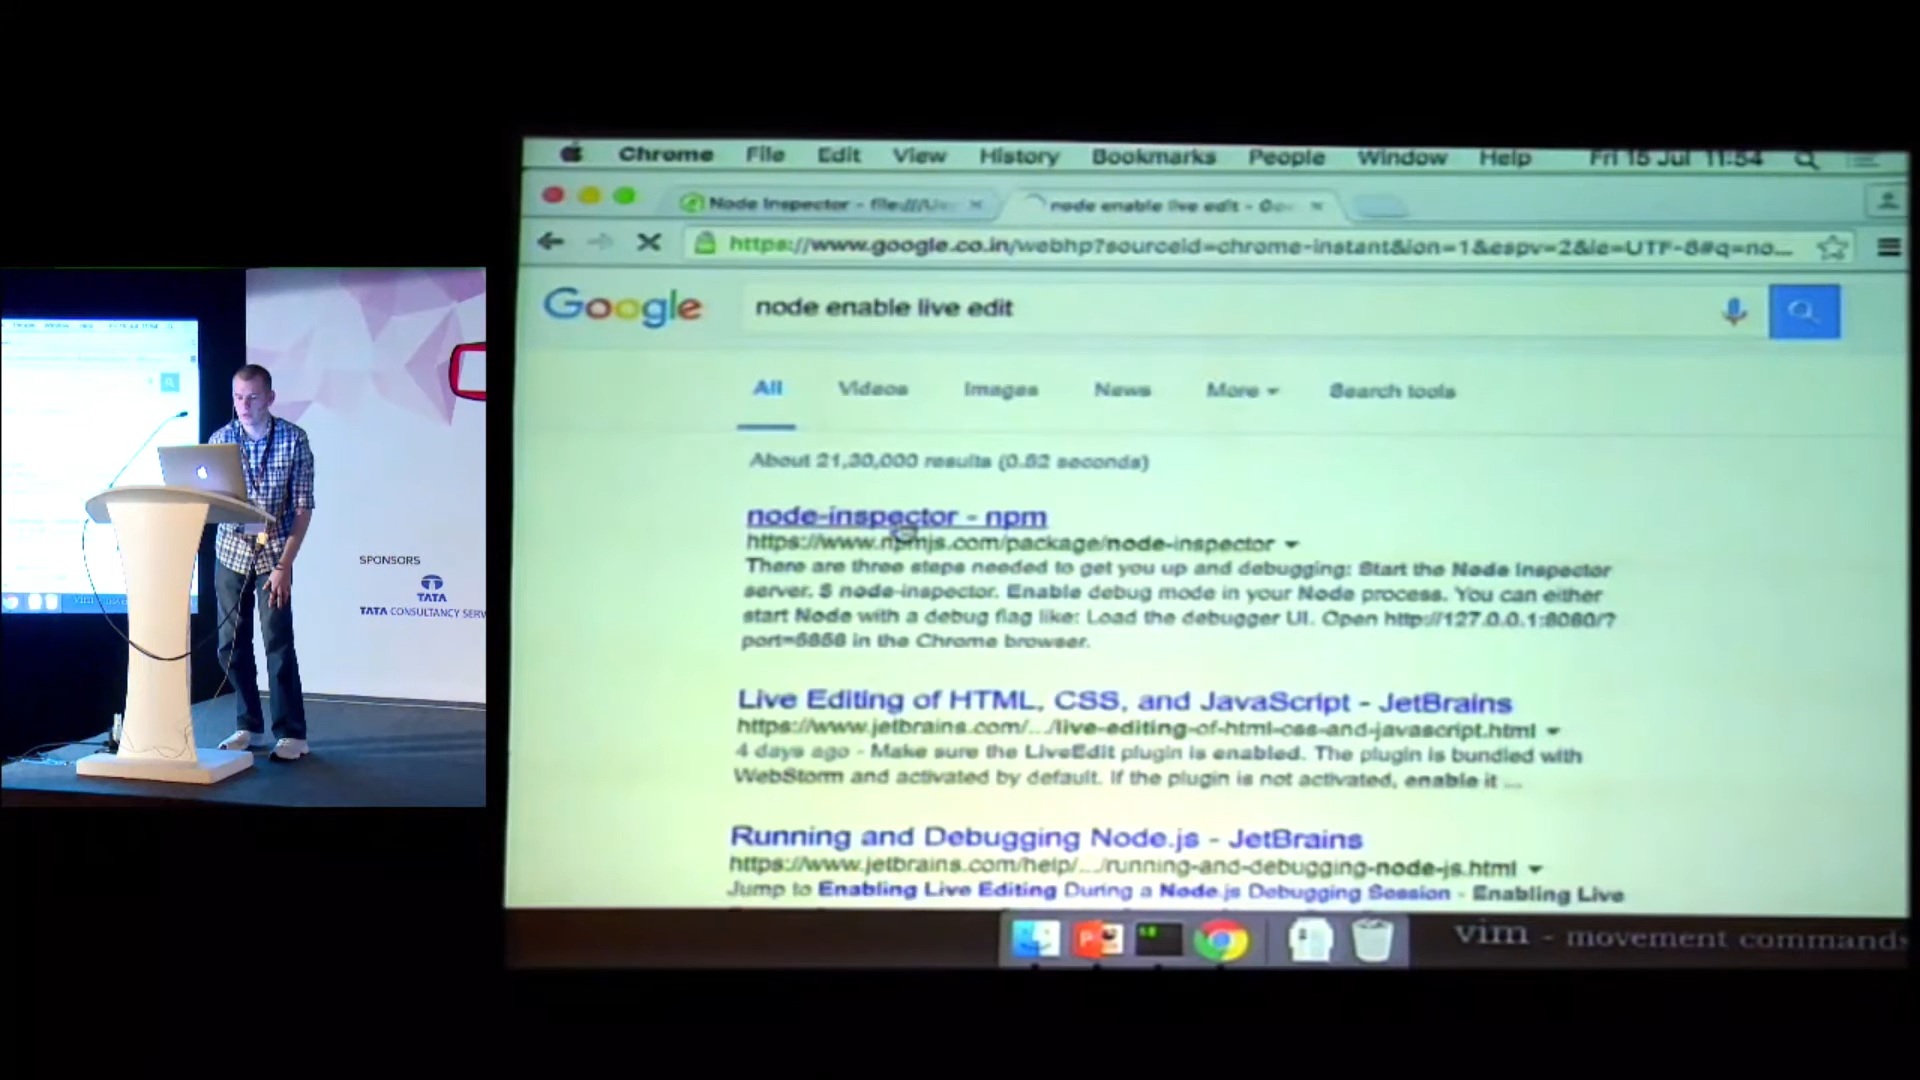 Chrome File Edit View History Bookmarks People Window Help Fri 15 Jul 11:54
Node Inspector - file:///Use
node enable live edit - Goo
https://www.google.co.in/webhp?sourceid=chrome-instant&ion=1&espv=2&ie=UTF-8#q=no...
Google
node enable live edit
All Videos Images News More Search tools
About 21,30,000 results (0.62 seconds)
node-inspector - npm
https://www.npmjs.com/package/node-inspector
There are three steps needed to get you up and debugging: Start the Node Inspector
server. $ node-inspector. Enable debug mode in your Node process. You can either
start Node with a debug flag like: Load the debugger UI. Open http://127.0.0.1:8080/?
port=5858 in the Chrome browser.
Live Editing of HTML, CSS, and JavaScript - JetBrains
https://www.jetbrains.com/.../live-editing-of-html-css-and-javascript.html
4 days ago - Make sure the LiveEdit plugin is enabled. The plugin is bundled with
WebStorm and activated by default. If the plugin is not activated, enable it ...
Running and Debugging Node.js - JetBrains
https://www.jetbrains.com/help/.../running-and-debugging-node-js.html
Jump to Enabling Live Editing During a Node.js Debugging Session - Enabling Live
vim - movement commands
SPONSORS
TATA
TATA CONSULTANCY SERV